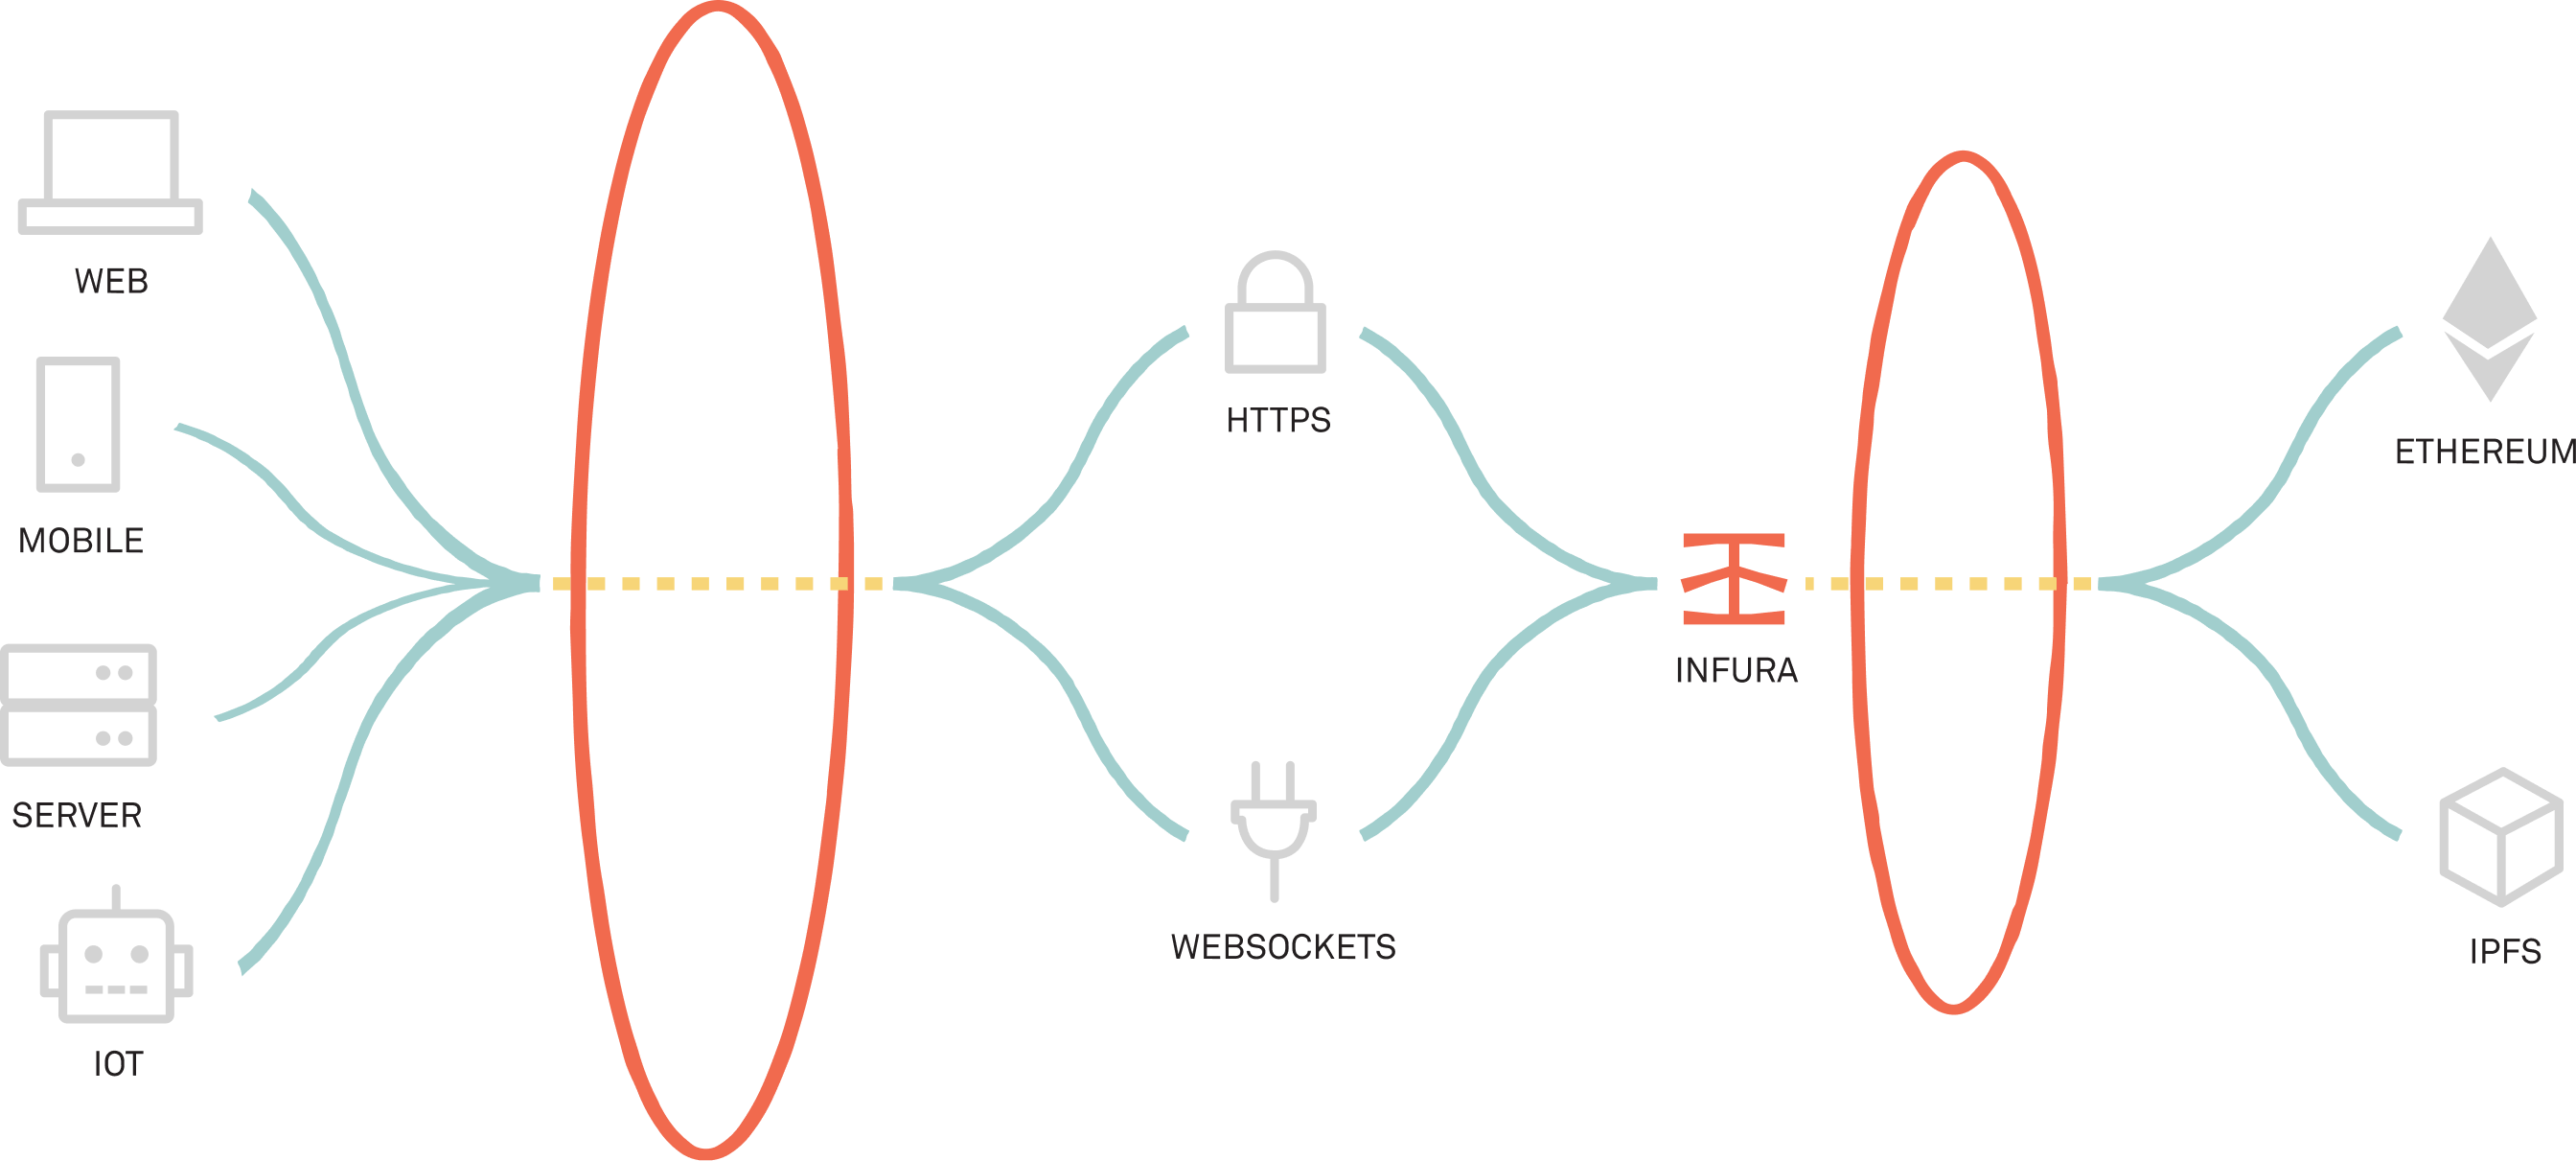 WEB
MOBILE
SERVER
IOT
HTTPS
WEBSOCKETS
INFURA
ETHEREUM
IPFS